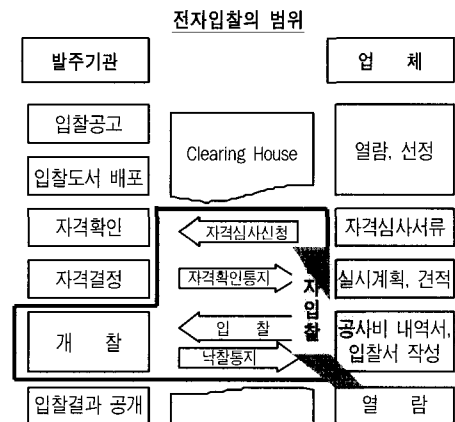 전자입찰의 범위
발주기관
업 체
입찰공고
입찰도서 배포
Clearing House
열람, 선정
자격확인
자격심사신청
자격심사서류
자격결정
자격확인통지
실시계획, 견적
개 찰
입 찰
낙찰통지
자입찰
공사비 내역서,
입찰서 작성
입찰결과 공개
열 람